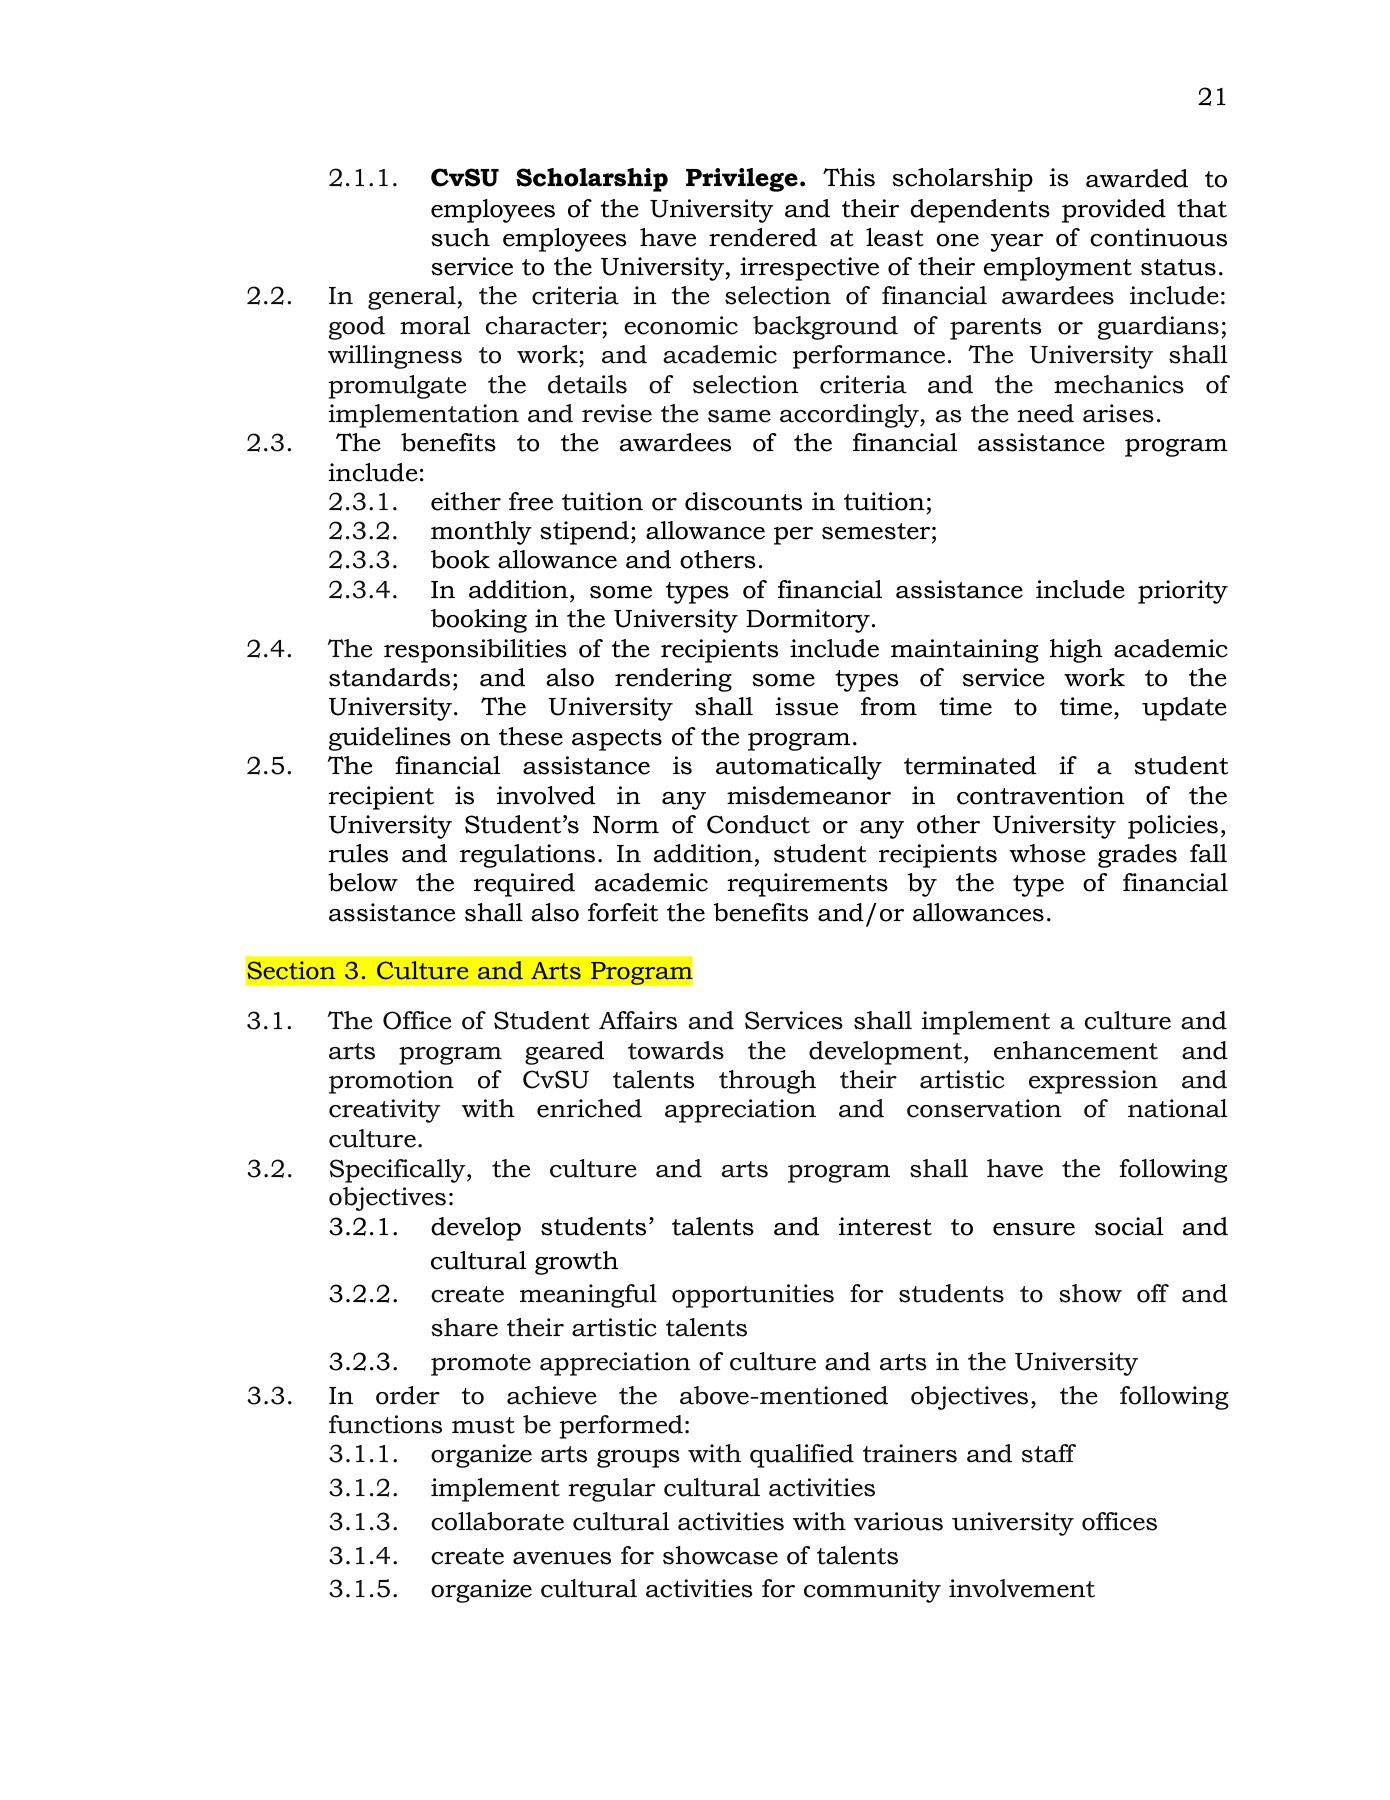 21
2.1.1. CvSU Scholarship Privilege. This scholarship is awarded to
employees of the University and their dependents provided that
such employees have rendered at least one year of continuous
service to the University, irrespective of their employment status.
2.2. In general, the criteria in the selection of financial awardees include:
good moral character; economic background of parents or guardians;
willingness to work; and academic performance. The University shall
promulgate the details of selection criteria and the mechanics of
implementation and revise the same accordingly, as the need arises.
2.3. The benefits to the awardees of the financial assistance program
include:
2.3.1. either free tuition or discounts in tuition;
2.3.2. monthly stipend; allowance per semester;
2.3.3. book allowance and others.
2.3.4. In addition, some types of financial assistance include priority
booking in the University Dormitory.
2.4. The responsibilities of the recipients include maintaining high academic
standards; and also rendering some types of service work to the
University. The University shall issue from time to time, update
guidelines on these aspects of the program.
2.5. The financial assistance is automatically terminated if a student
recipient is involved in any misdemeanor in contravention of the
University Student’s Norm of Conduct or any other University policies,
rules and regulations. In addition, student recipients whose grades fall
below the required academic requirements by the type of financial
assistance shall also forfeit the benefits and/or allowances.
Section 3. Culture and Arts Program
3.1. The Office of Student Affairs and Services shall implement a culture and
arts program geared towards the development, enhancement and
promotion of CvSU talents through their artistic expression and
creativity with enriched appreciation and conservation of national
culture.
3.2. Specifically, the culture and arts program shall have the following
objectives:
3.2.1. develop students’ talents and interest to ensure social and
cultural growth
3.2.2. create meaningful opportunities for students to show off and
share their artistic talents
3.2.3. promote appreciation of culture and arts in the University
3.3. In order to achieve the above-mentioned objectives, the following
functions must be performed:
3.1.1. organize arts groups with qualified trainers and staff
3.1.2. implement regular cultural activities
3.1.3. collaborate cultural activities with various university offices
3.1.4. create avenues for showcase of talents
3.1.5. organize cultural activities for community involvement